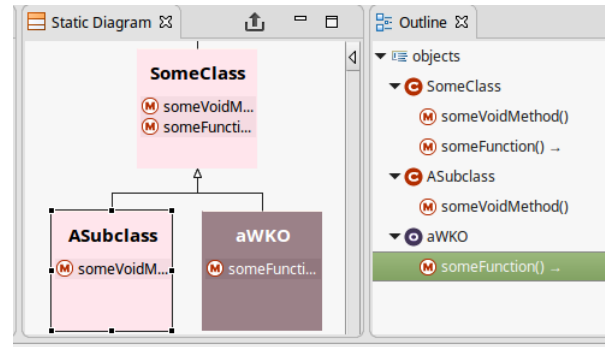 Static Diagram
SomeClass
M someVoidM...
M someFuncti...
ASubclass
M someVoidM...
aWKO
M someFuncti...
Outline
objects
C SomeClass
M someVoidMethod()
M someFunction() →
C ASubclass
M someVoidMethod()
O aWKO
M someFunction() →